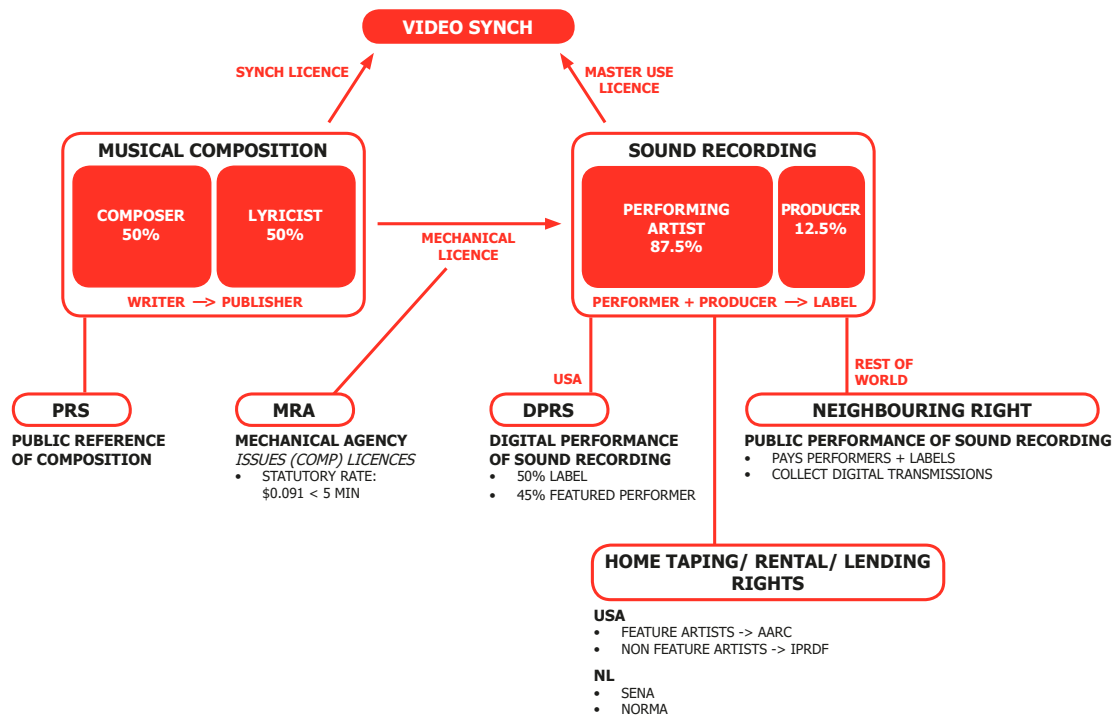 VIDEO SYNCH
SYNCH LICENCE
MASTER USE
LICENCE
MUSICAL COMPOSITION
COMPOSER
50%
LYRICIST
50%
WRITER —> PUBLISHER
MECHANICAL
LICENCE
SOUND RECORDING
PERFORMING
ARTIST
87.5%
PRODUCER
12.5%
PERFORMER + PRODUCER —> LABEL
PRS
PUBLIC REFERENCE
OF COMPOSITION
MRA
MECHANICAL AGENCY
ISSUES (COMP) LICENCES
• STATUTORY RATE:
$0.091 < 5 MIN
USA
DPRS
DIGITAL PERFORMANCE
OF SOUND RECORDING
• 50% LABEL
• 45% FEATURED PERFORMER
REST OF
WORLD
NEIGHBOURING RIGHT
PUBLIC PERFORMANCE OF SOUND RECORDING
• PAYS PERFORMERS + LABELS
• COLLECT DIGITAL TRANSMISSIONS
HOME TAPING/ RENTAL/ LENDING
RIGHTS
USA
• FEATURE ARTISTS -> AARC
• NON FEATURE ARTISTS -> IPRDF
NL
• SENA
• NORMA